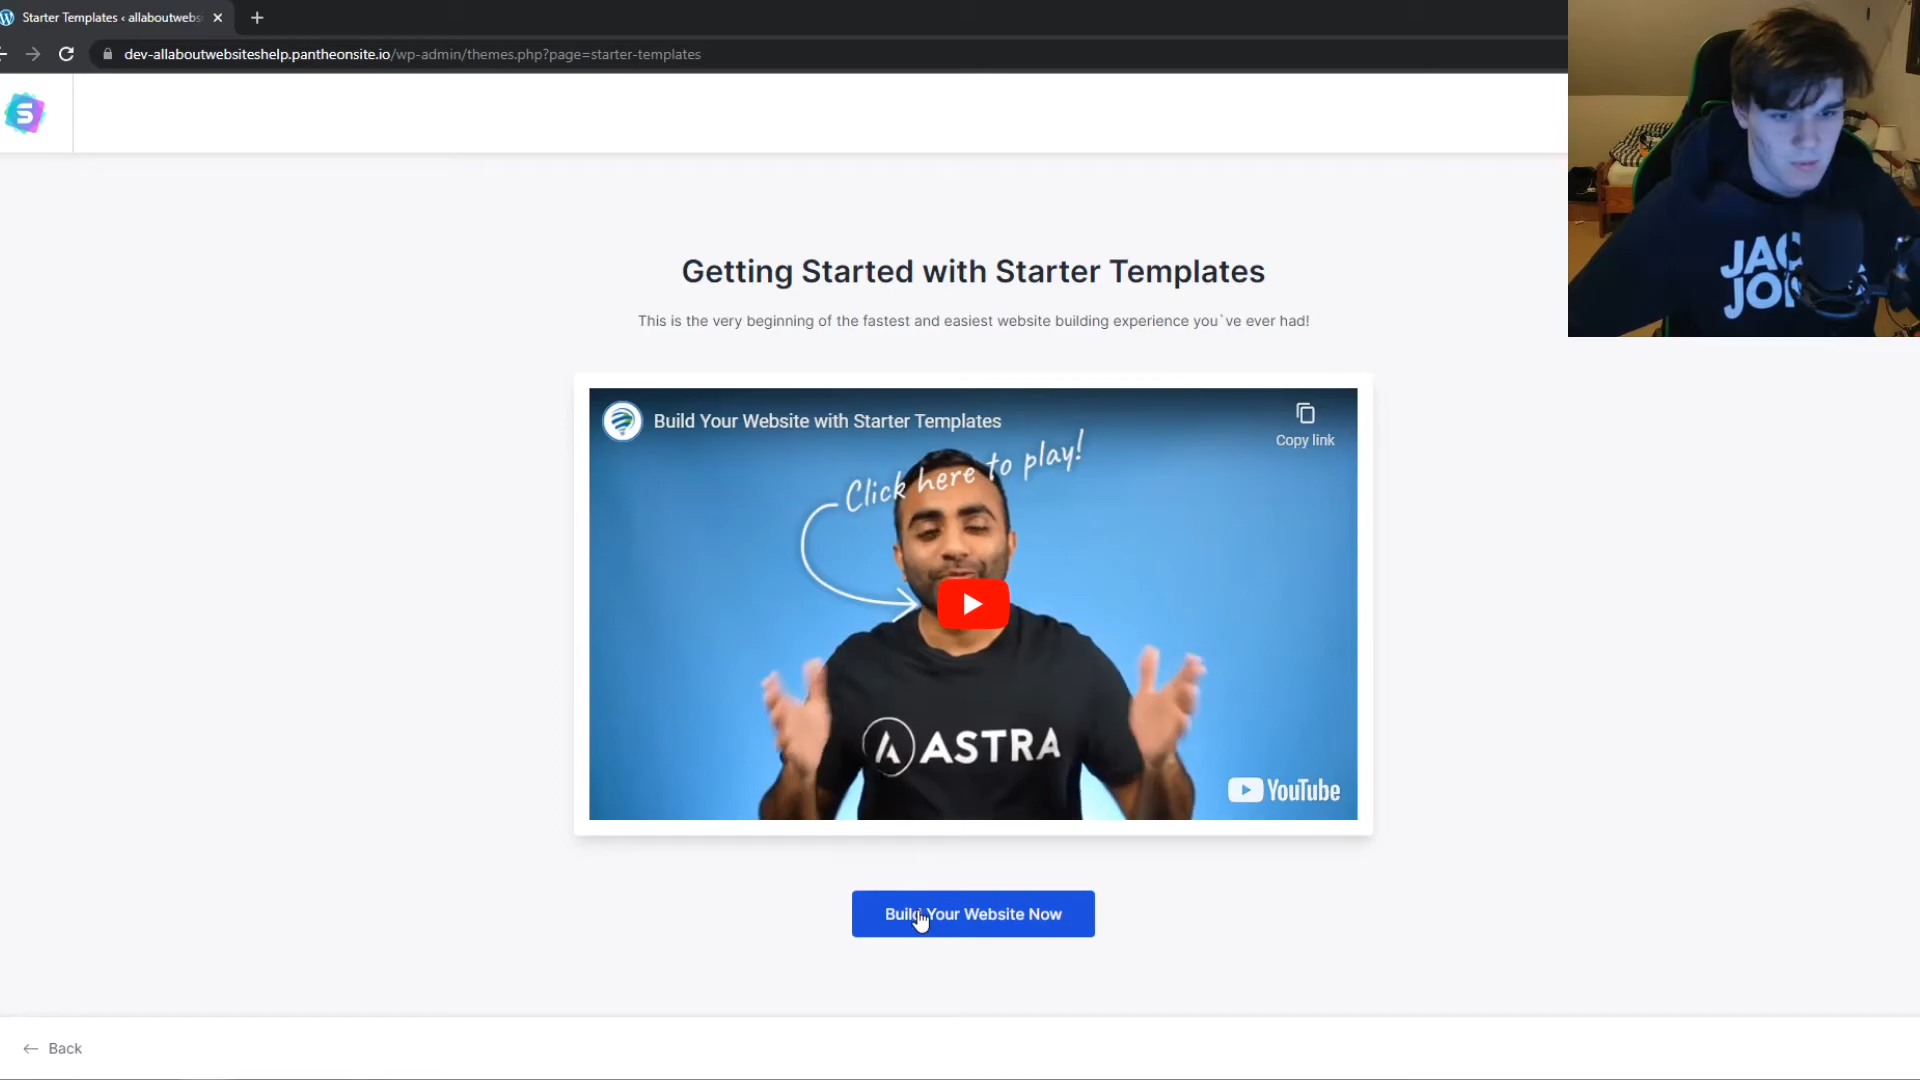 Starter Templates ‹ allaboutwebs
dev-allaboutwebsiteshelp.pantheonsite.io/wp-admin/themes.php?page=starter-templates
S
JAC
JO
Getting Started with Starter Templates
This is the very beginning of the fastest and easiest website building experience you`ve ever had!
Build Your Website with Starter Templates
Copy link
Click here to play!
ASTRA
YouTube
Build Your Website Now
Back